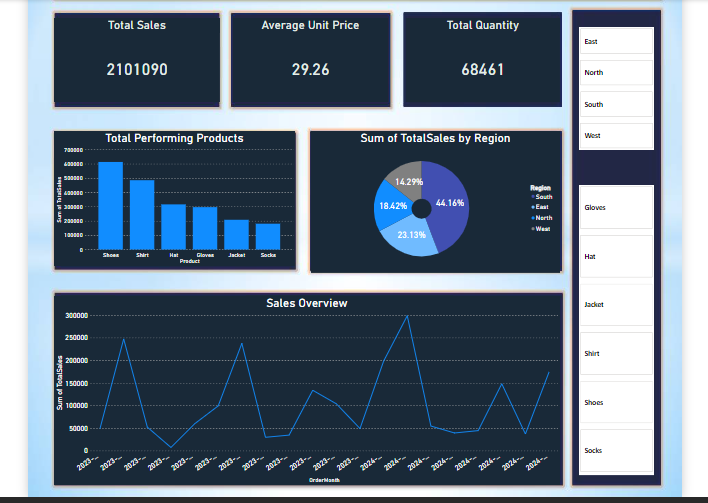 Total Sales
2101090
Average Unit Price
29.26
Total Quantity
68461
East
North
South
West
Total Performing Products
Sum of TotalSales
700000
600000
500000
400000
300000
200000
100000
0
Shoes
Shirt
Hat
Gloves
Jacket
Socks
Product
Sum of TotalSales by Region
14.29%
44.16%
18.42%
23.13%
Region
South
East
North
West
Gloves
Hat
Jacket
Shirt
Shoes
Socks
Sales Overview
Sum of TotalSales
300000
250000
200000
150000
100000
50000
0
2023-...
2023-...
2023-...
2023-...
2023-...
2023-...
2023-...
2023-...
2023-...
2023-...
2023-...
2023-...
2024-...
2024-...
2024-...
2024-...
2024-...
2024-...
2024-...
2024-...
OrderMonth